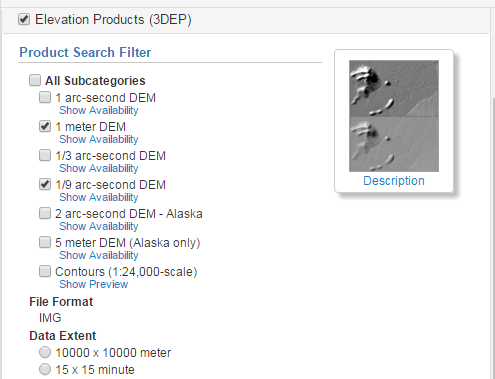 Elevation Products (3DEP)
Product Search Filter
All Subcategories
1 arc-second DEM
Show Availability
1 meter DEM
Show Availability
1/3 arc-second DEM
Show Availability
1/9 arc-second DEM
Show Availability
2 arc-second DEM - Alaska
Show Availability
5 meter DEM (Alaska only)
Show Availability
Contours (1:24,000-scale)
Show Preview
File Format
IMG
Data Extent
10000 x 10000 meter
15 x 15 minute
Description